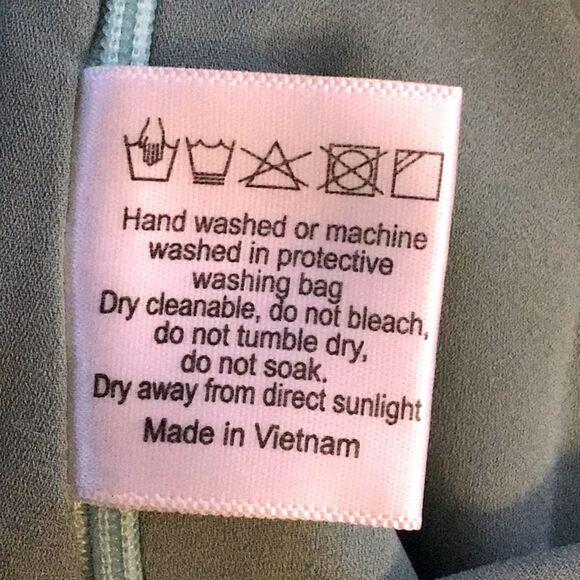 Hand washed or machine
washed in protective
washing bag
Dry cleanable, do not bleach,
do not tumble dry,
do not soak.
Dry away from direct sunlight
Made in Vietnam